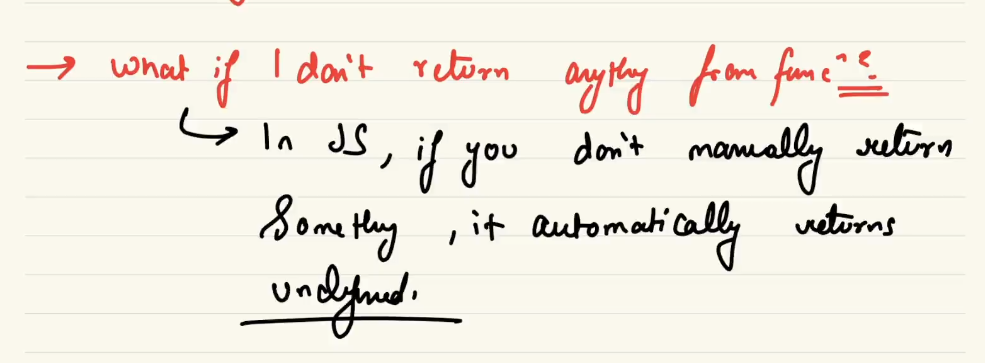 → What if I don't return anythg from funcⁿ?
↳ In JS, if you don't manually return
Somethg, it automatically returns
undefined.